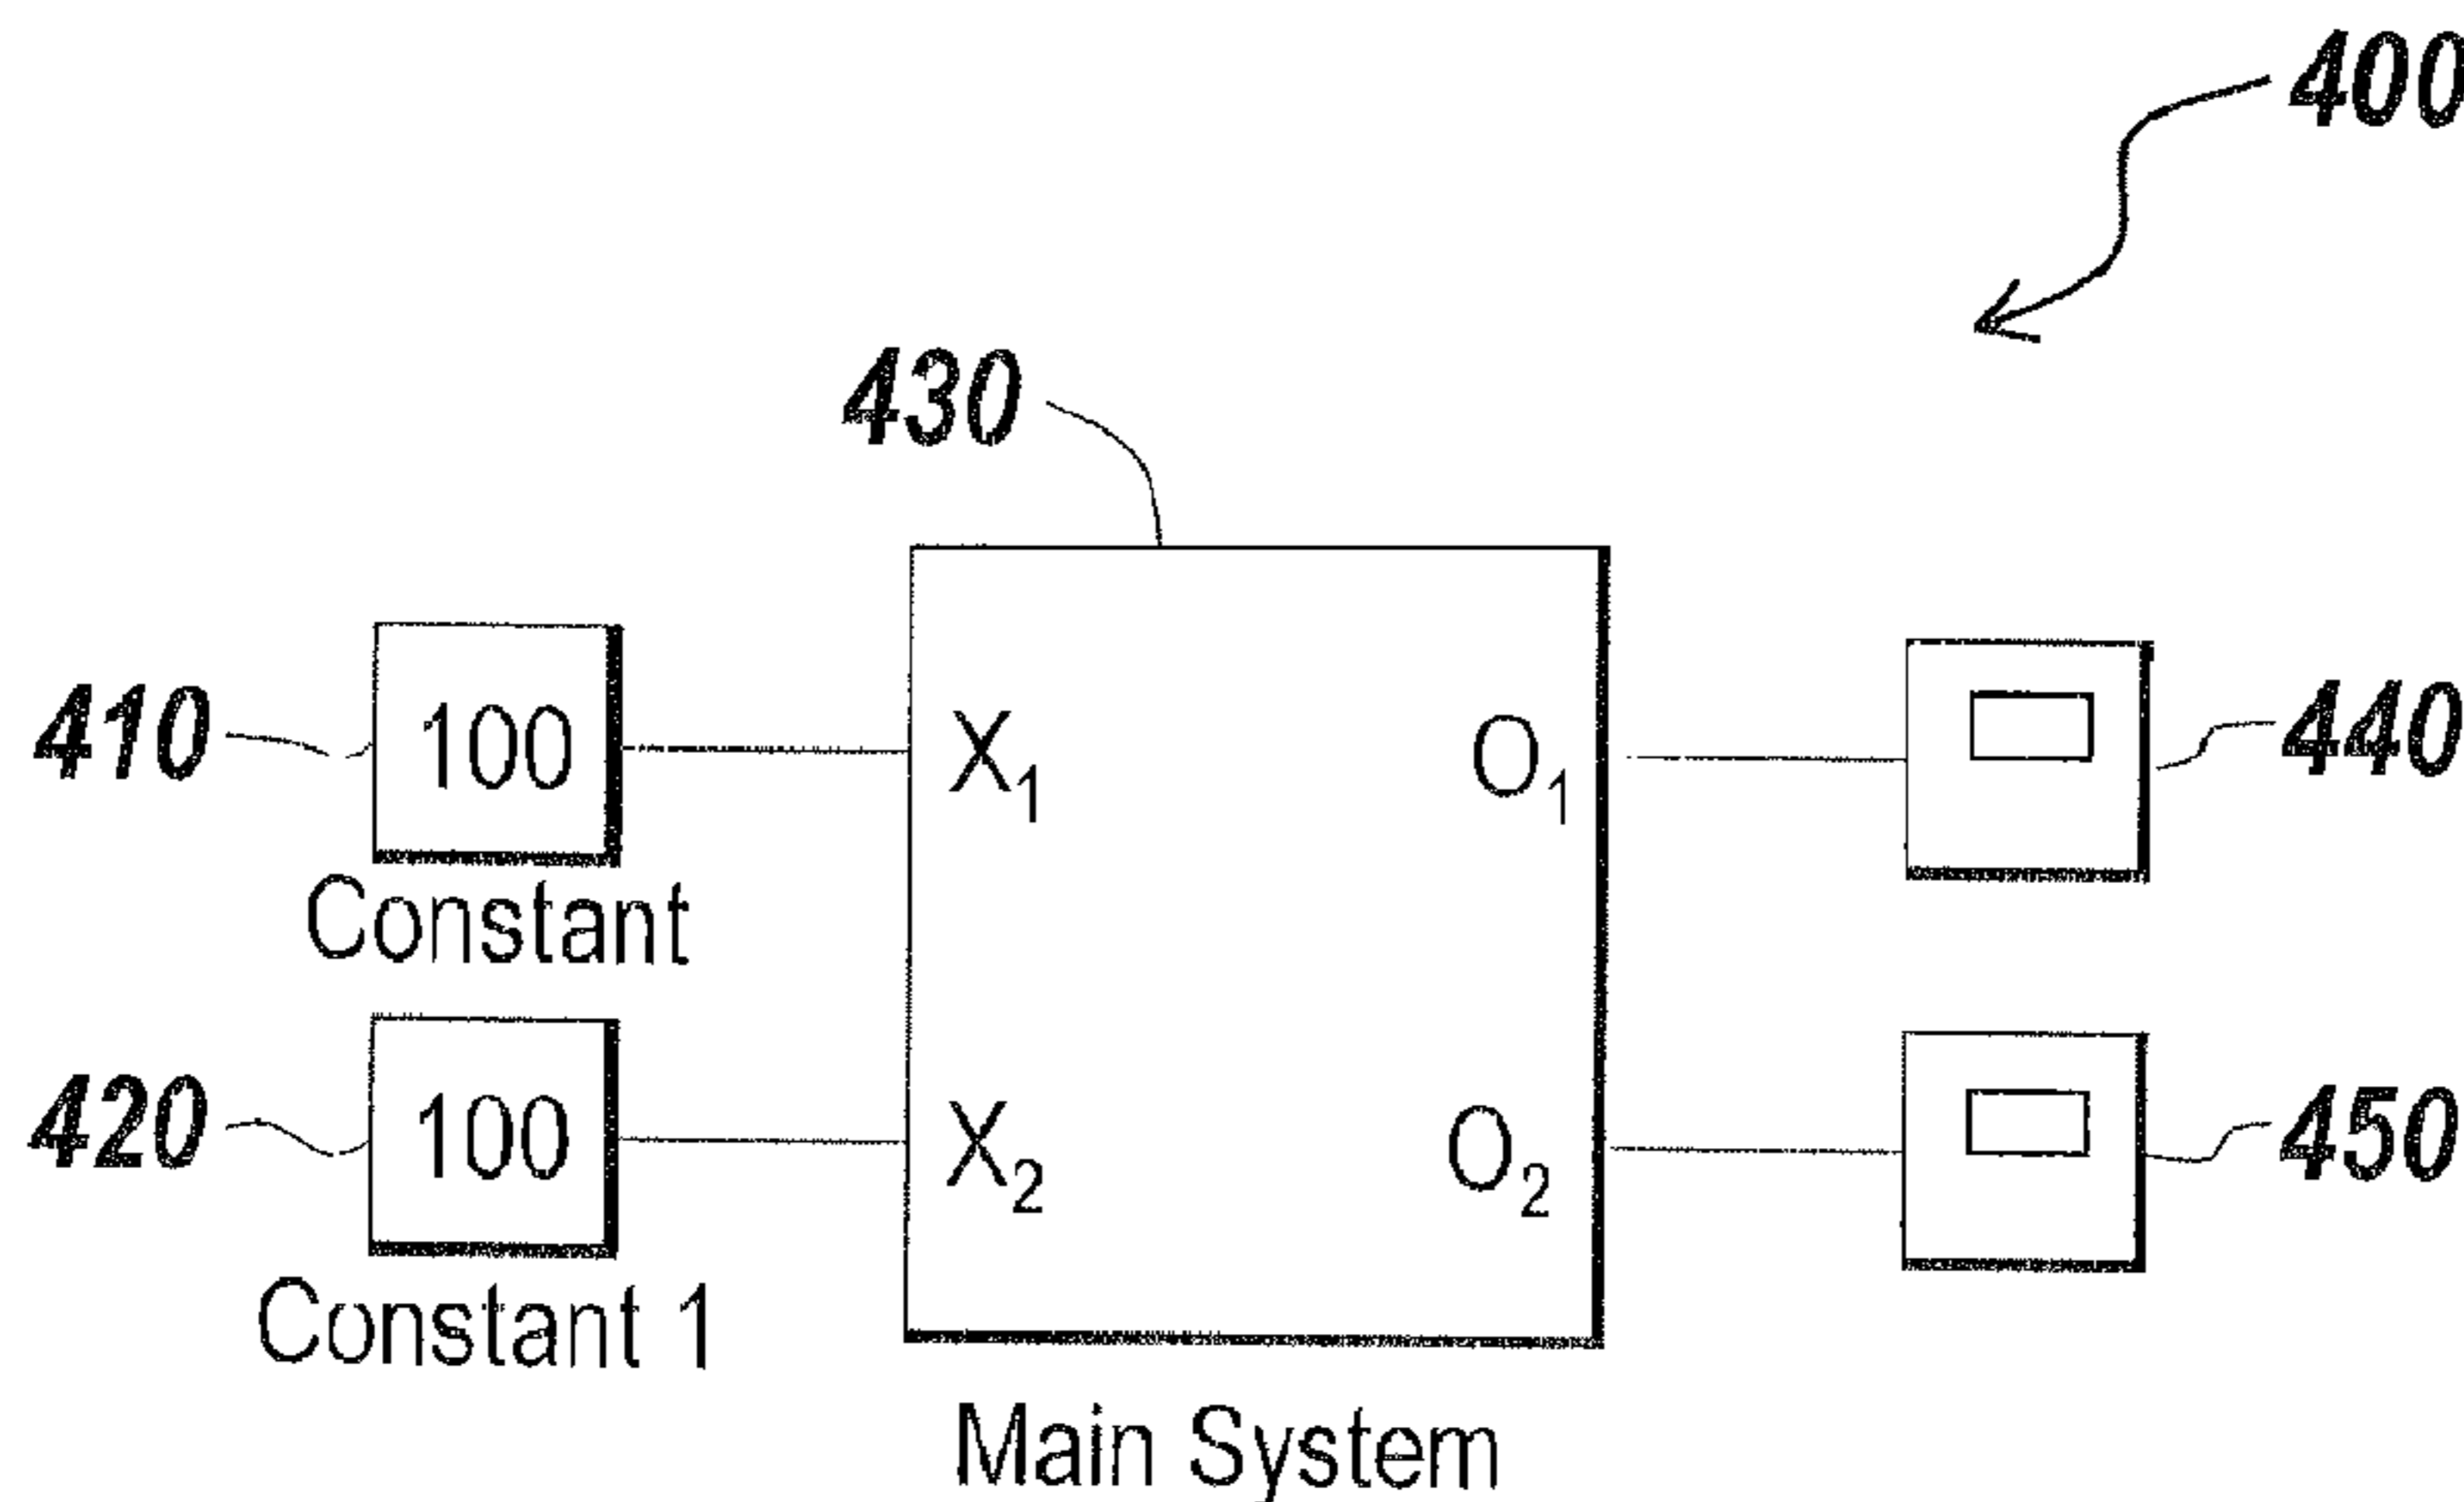 400
430
410
100
X₁
O₁
440
Constant
420
100
X₂
O₂
450
Constant 1
Main System